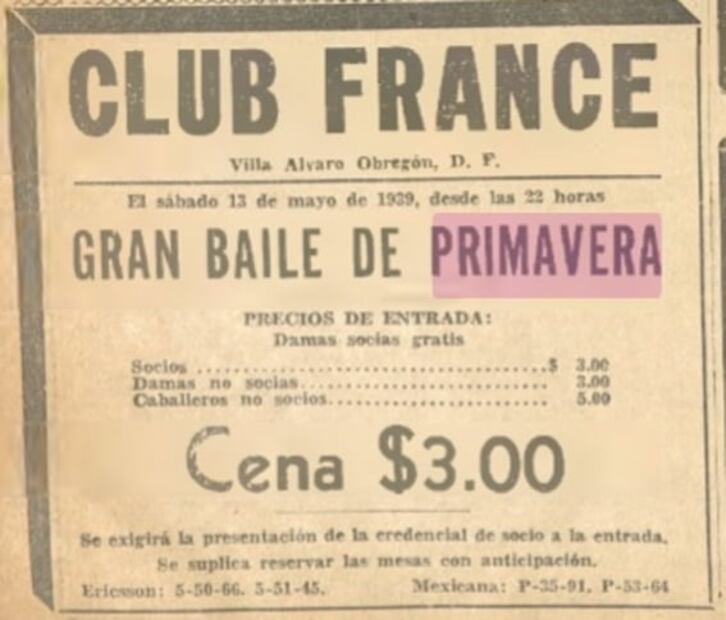 CLUB FRANCE
Villa Alvaro Obregón, D. F.
El sábado 13 de mayo de 1939, desde las 22 horas
GRAN BAILE DE PRIMAVERA
PRECIOS DE ENTRADA:
Damas socias gratis
Socios ........................................$ 3.00
Damas no socias............................ 3.00
Caballeros no socios........................ 5.00
Cena $3.00
Se exigirá la presentación de la credencial de socio a la entrada.
Se suplica reservar las mesas con anticipación.
Ericsson: 5-50-66. 5-51-45. Mexicana: P-35-91. P-53-64